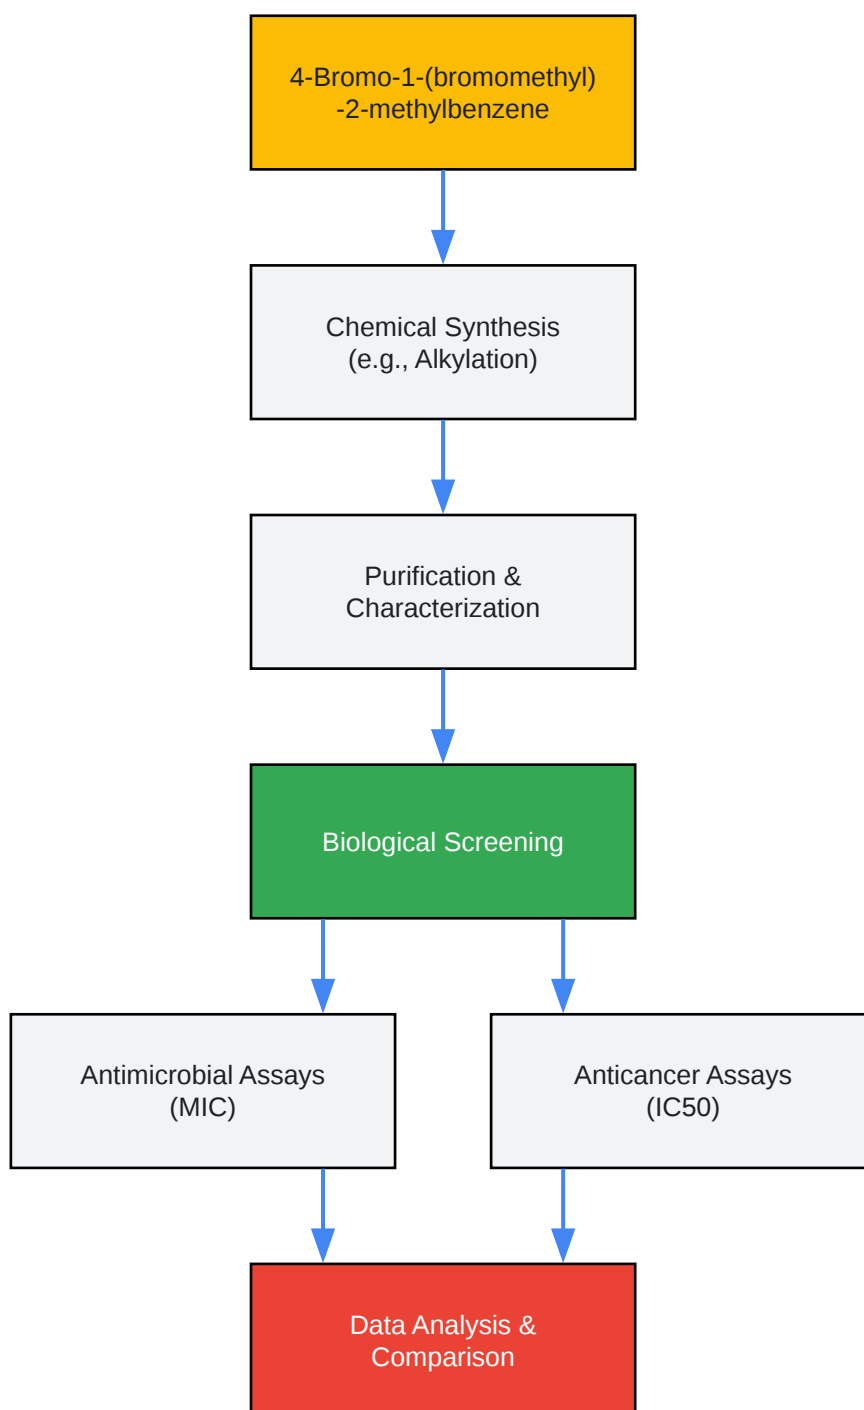 4-Bromo-1-(bromomethyl)
-2-methylbenzene
Chemical Synthesis
(e.g., Alkylation)
Purification &
Characterization
Biological Screening
Antimicrobial Assays
(MIC)
Anticancer Assays
(IC50)
Data Analysis &
Comparison